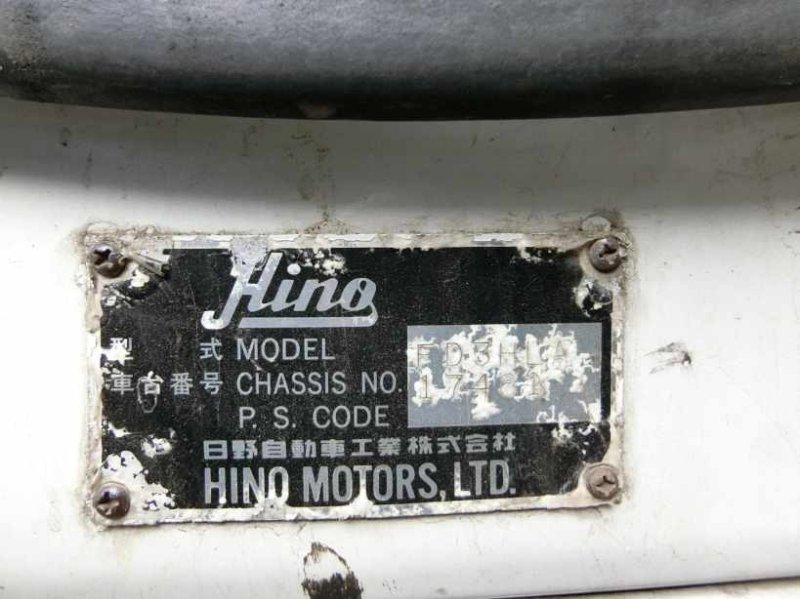 Hino
型 式 MODEL FD3HLA
車台番号 CHASSIS NO.
P. S. CODE
日野自動車工業株式会社
HINO MOTORS, LTD.